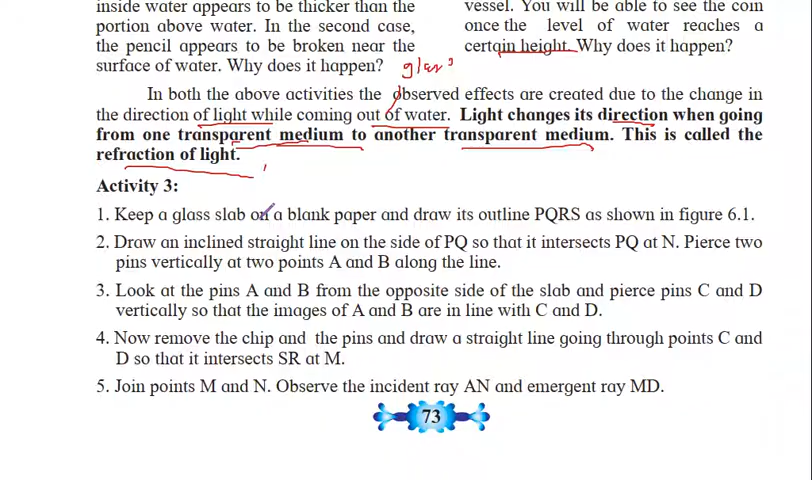 inside water appears to be thicker than the
portion above water. In the second case,
the pencil appears to be broken near the
surface of water. Why does it happen?
vessel. You will be able to see the coin
once the level of water reaches a
certain height. Why does it happen?
In both the above activities the observed effects are created due to the change in
the direction of light while coming out of water. Light changes its direction when going
from one transparent medium to another transparent medium. This is called the
refraction of light.
Activity 3:
1. Keep a glass slab on a blank paper and draw its outline PQRS as shown in figure 6.1.
2. Draw an inclined straight line on the side of PQ so that it intersects PQ at N. Pierce two
pins vertically at two points A and B along the line.
3. Look at the pins A and B from the opposite side of the slab and pierce pins C and D
vertically so that the images of A and B are in line with C and D.
4. Now remove the chip and the pins and draw a straight line going through points C and
D so that it intersects SR at M.
5. Join points M and N. Observe the incident ray AN and emergent ray MD.
73